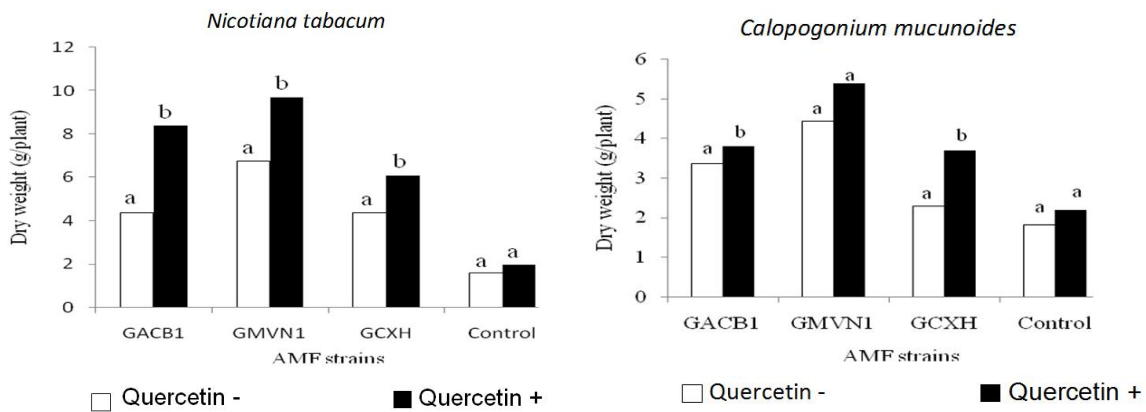 Nicotiana tabacum
Dry weight (g/plant)
12
10
8
6
4
2
0
a b
a b
a b
a a
GACB1 GMVN1 GCXH Control
AMF strains
Quercetin - Quercetin +
Calopogonium mucunoides
Dry weight (g/plant)
6
5
4
3
2
1
0
a b
a a
a b
a a
GACB1 GMVN1 GCXH Control
AMF strains
Quercetin - Quercetin +